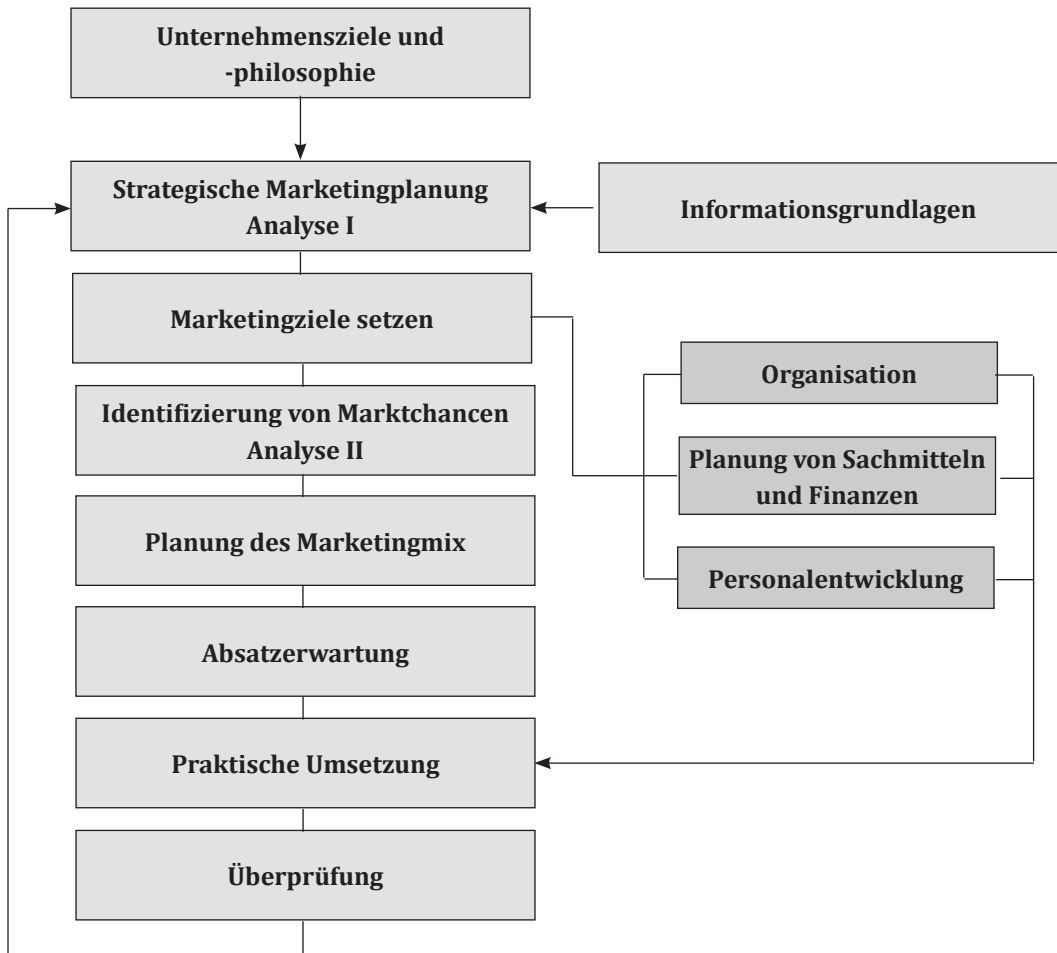 Unternehmensziele und
-philosophie
Strategische Marketingplanung
Analyse I
Informationsgrundlagen
Marketingziele setzen
Identifizierung von Marktchancen
Analyse II
Organisation
Planung von Sachmitteln
und Finanzen
Planung des Marketingmix
Personalentwicklung
Absatzerwartung
Praktische Umsetzung
Überprüfung